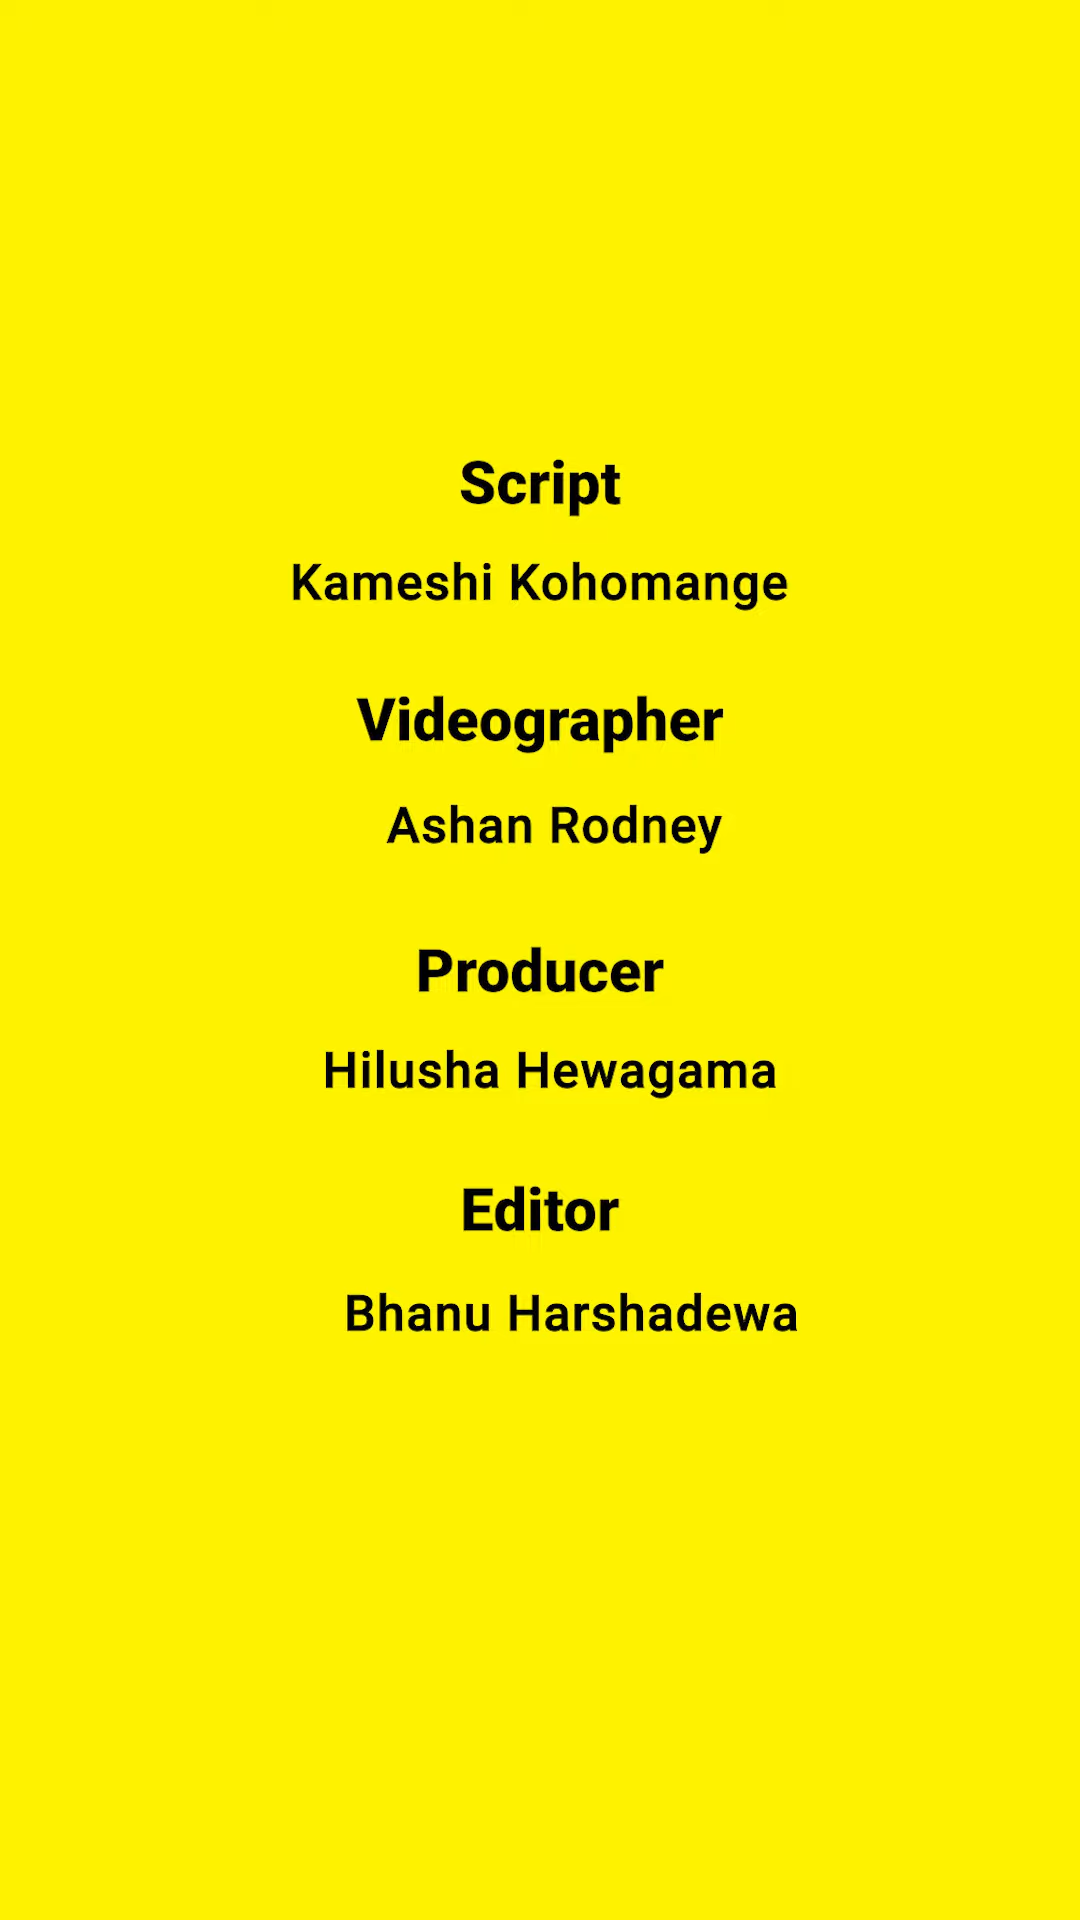 Script
Kameshi Kohomange
Videographer
Ashan Rodney
Producer
Hilusha Hewagama
Editor
Bhanu Harshadewa